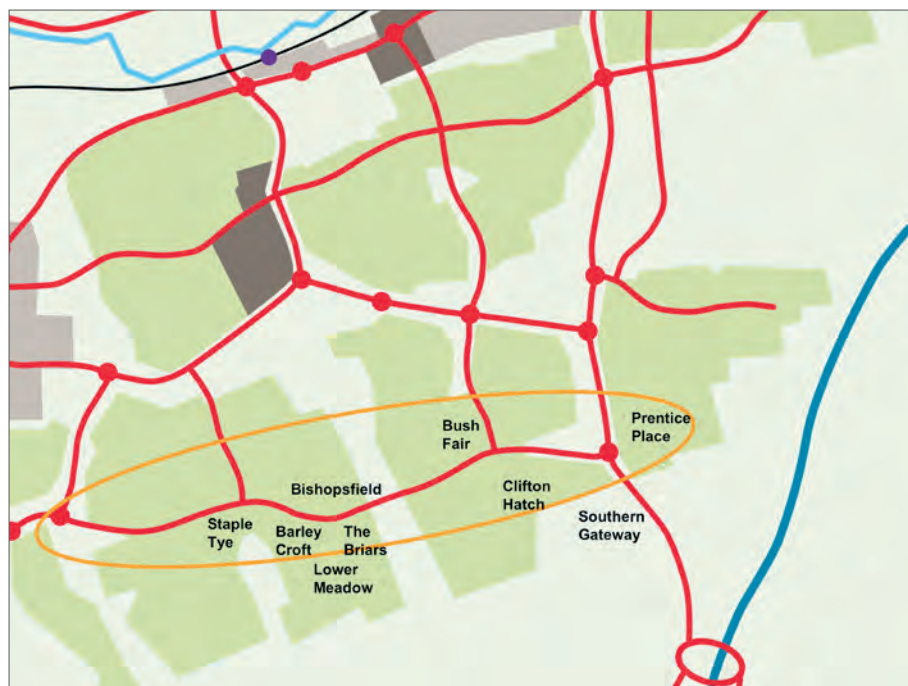 Prentice
Place
Bush
Fair
Bishopsfield
Clifton
Hatch
Southern
Gateway
Staple
Tye
Barley
Croft
The
Briars
Lower
Meadow